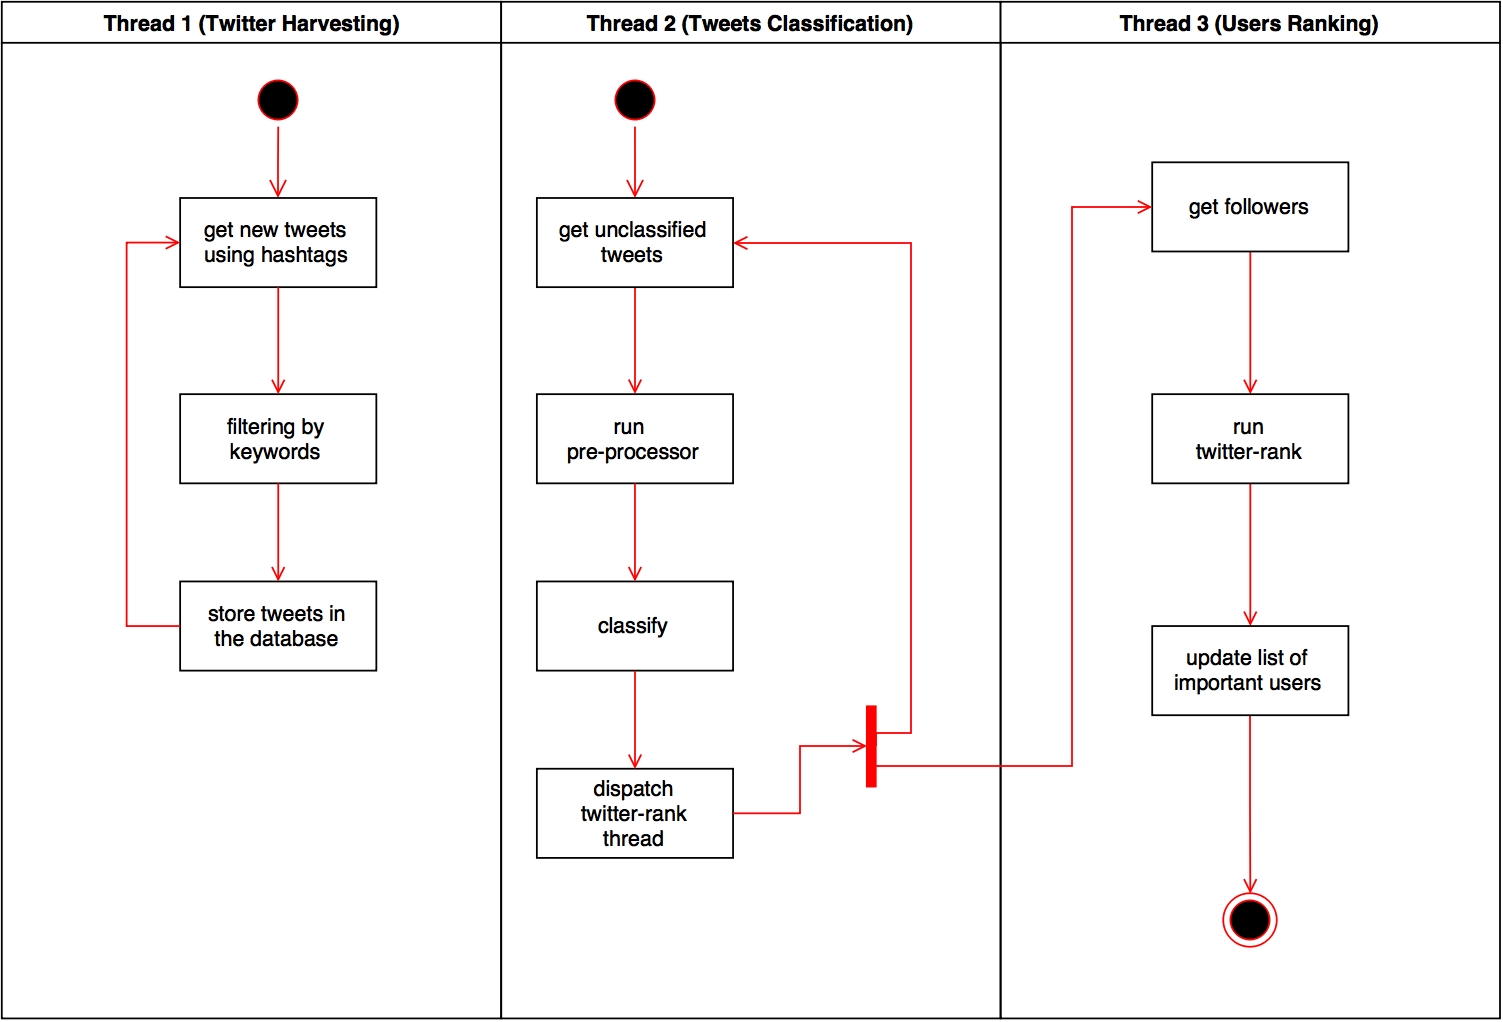 Thread 1 (Twitter Harvesting)
Thread 2 (Tweets Classification)
Thread 3 (Users Ranking)
get new tweets
using hashtags
filtering by
keywords
store tweets in
the database
get unclassified
tweets
run
pre-processor
classify
dispatch
twitter-rank
thread
get followers
run
twitter-rank
update list of
important users